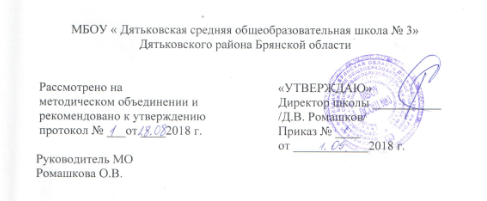 МБОУ « Дятьковская средняя общеобразовательная школа № 3»
Дятьковского района Брянской области
Рассмотрено на
методическом объединении и
рекомендовано к утверждению
протокол № 1 от 29.08 2018 г.
Руководитель МО
Ромашкова О.В.
«УТВЕРЖДАЮ»
Директор школы
/Д.В. Ромашков/
Приказ №
от 1.09 2018 г.